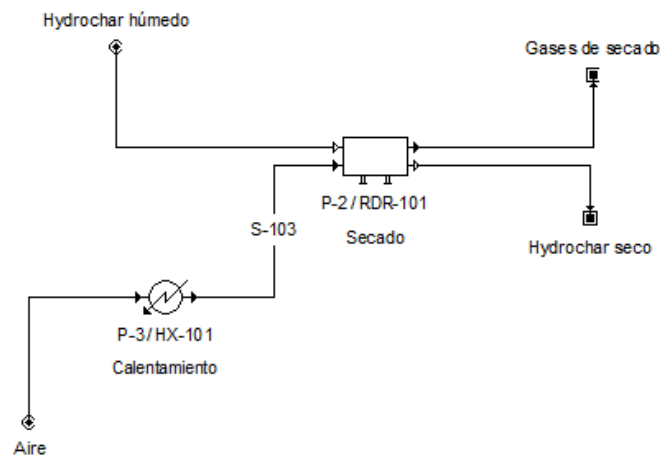 Hydrochar húmedo
Gases de secado
P-2 / RDR-101
Secado
S-103
Hydrochar seco
P-3 / HX-101
Calentamiento
Aire